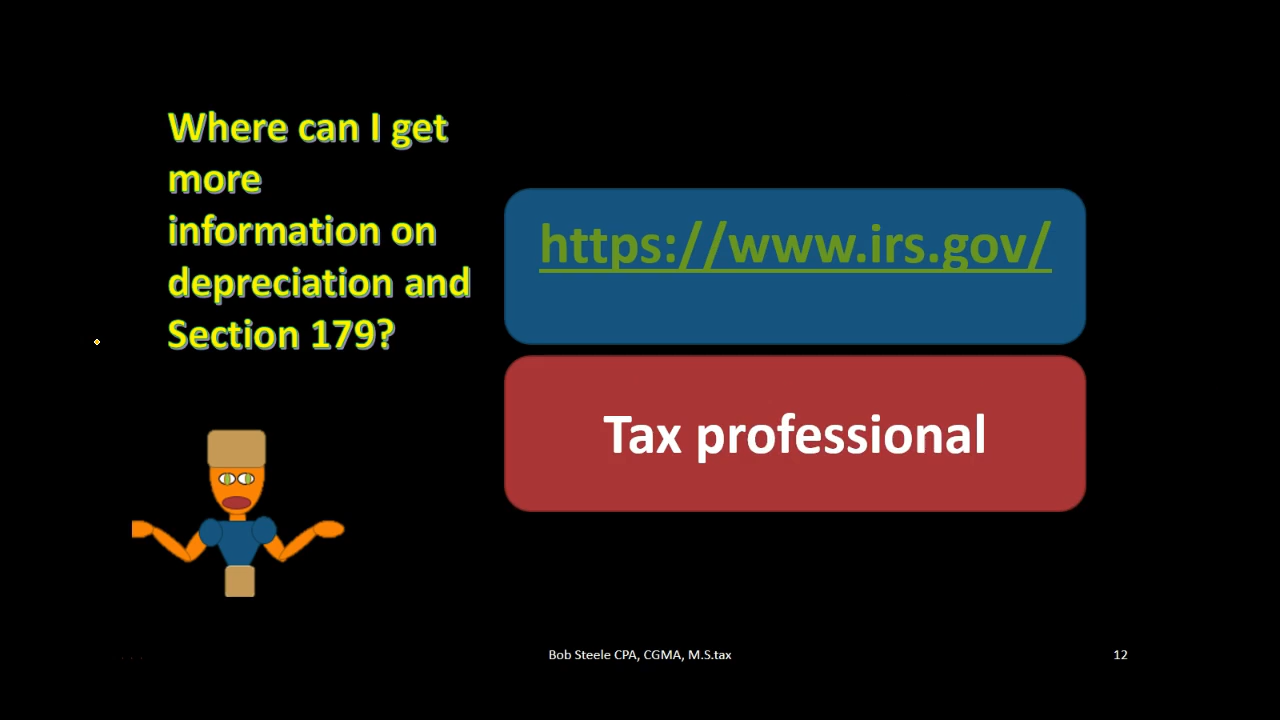 Where can I get
more
information on
depreciation and
Section 179?
https://www.irs.gov/
Tax professional
Bob Steele CPA, CGMA, M.S.tax
12